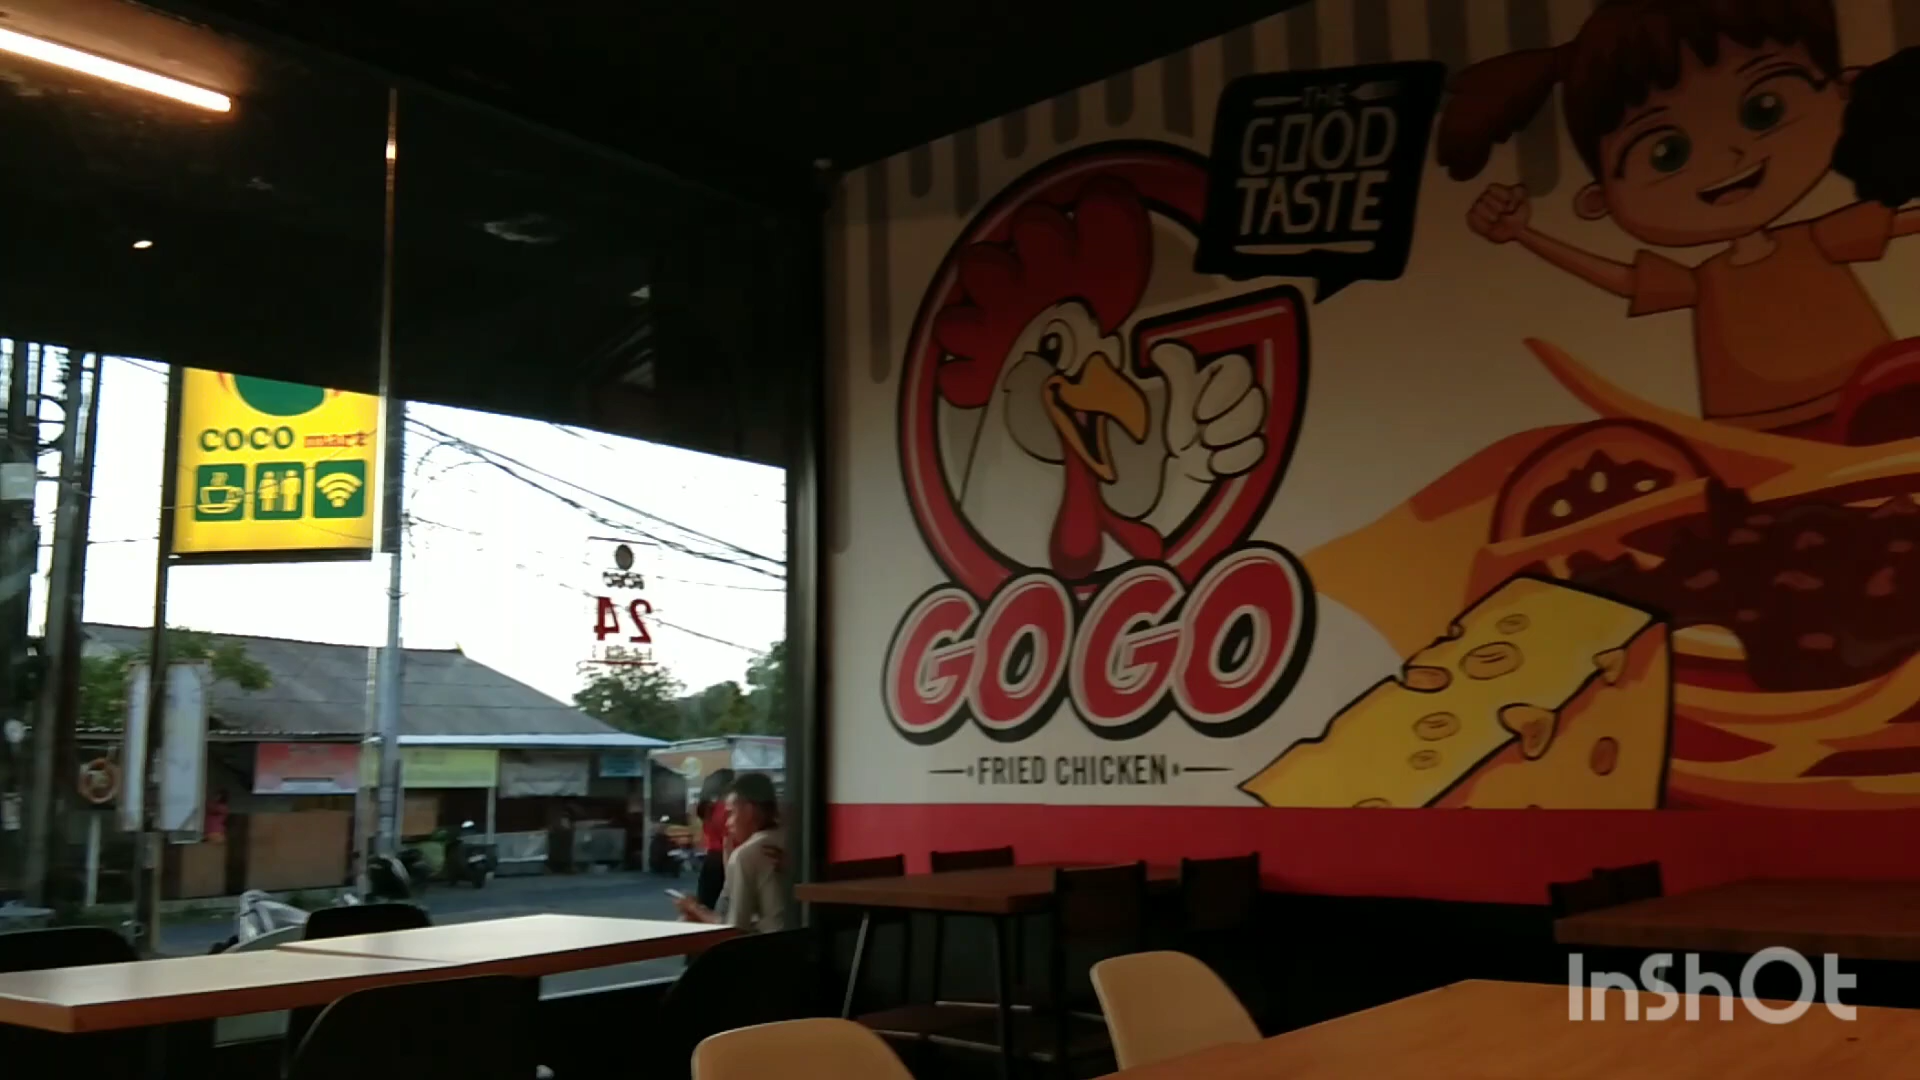 THE
GOOD
TASTE
COCO mart
24
GOGO
FRIED CHICKEN
InShOt